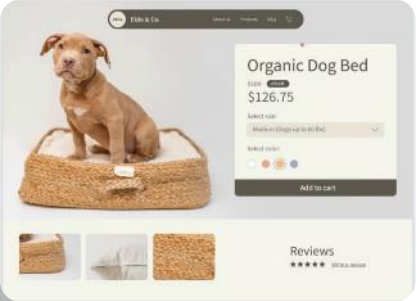 Fido & Co.
About us Products FAQ
Organic Dog Bed
$126.75
Select size
Medium (Dogs up to 60 lbs)
Select color
Add to cart
Reviews